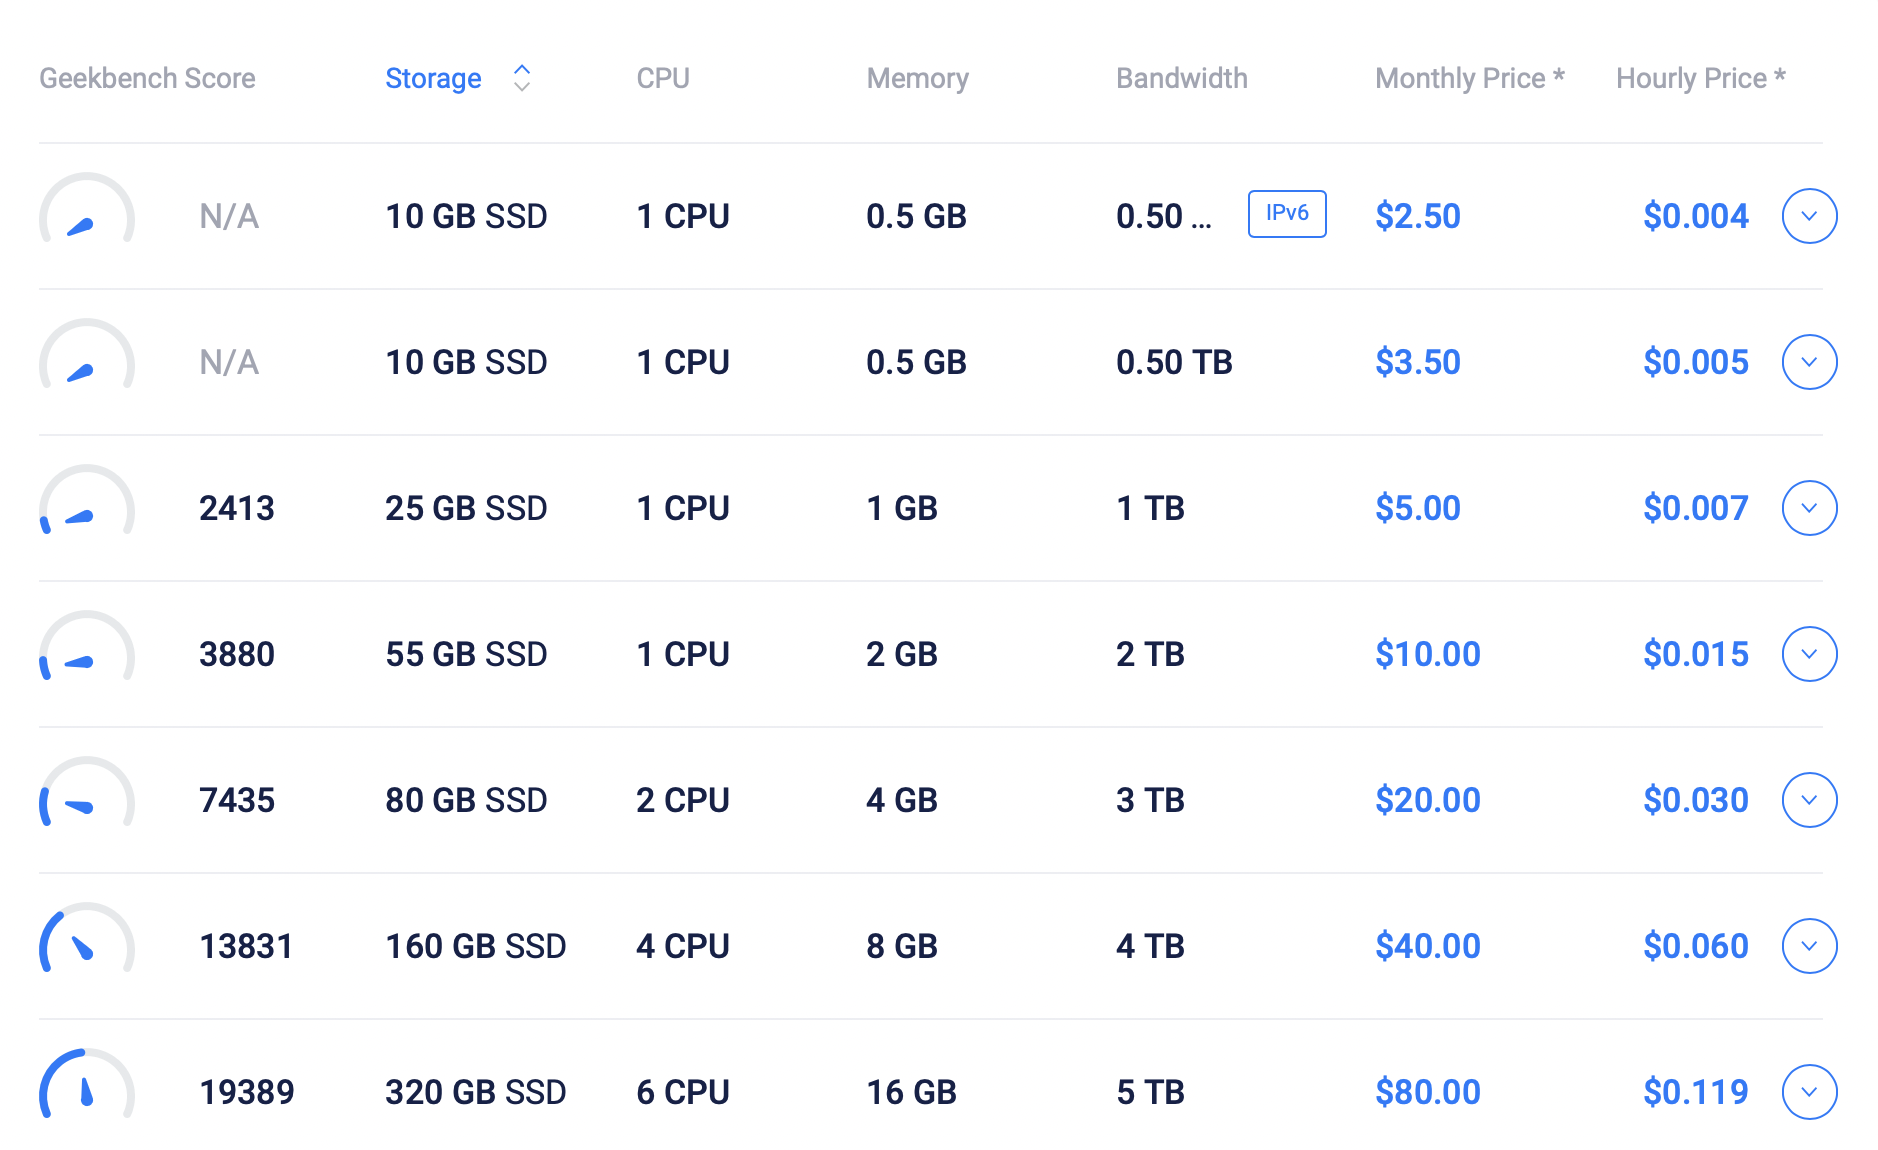 Geekbench Score Storage CPU Memory Bandwidth Monthly Price * Hourly Price *
N/A 10 GB SSD 1 CPU 0.5 GB 0.50 ... IPv6 $2.50 $0.004
N/A 10 GB SSD 1 CPU 0.5 GB 0.50 TB $3.50 $0.005
2413 25 GB SSD 1 CPU 1 GB 1 TB $5.00 $0.007
3880 55 GB SSD 1 CPU 2 GB 2 TB $10.00 $0.015
7435 80 GB SSD 2 CPU 4 GB 3 TB $20.00 $0.030
13831 160 GB SSD 4 CPU 8 GB 4 TB $40.00 $0.060
19389 320 GB SSD 6 CPU 16 GB 5 TB $80.00 $0.119